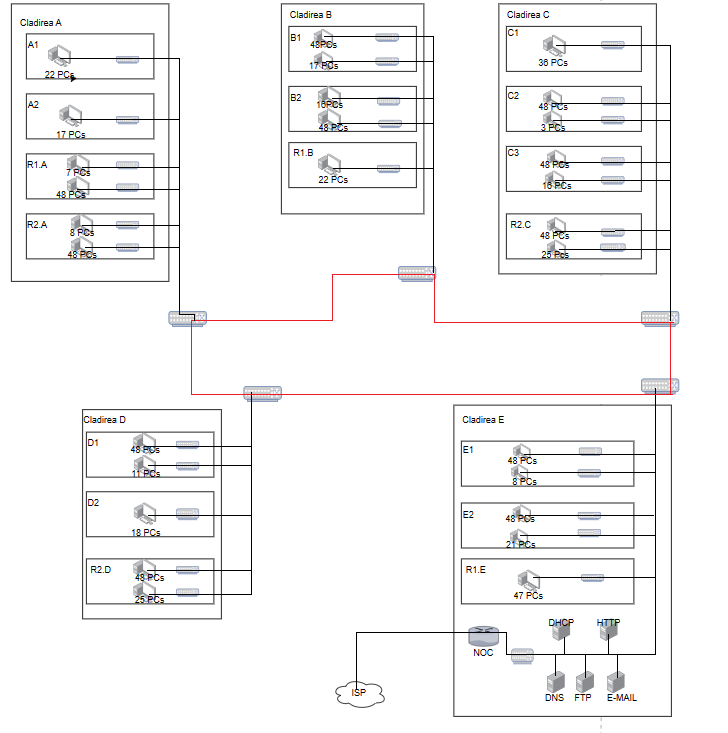 Cladirea A
A1
22 PCs
A2
17 PCs
R1.A
7 PCs
48 PCs
R2.A
8 PCs
48 PCs
Cladirea B
B1
48PCs
17 PCs
B2
16PCs
48 PCs
R1.B
22 PCs
Cladirea C
C1
36 PCs
C2
48 PCs
3 PCs
C3
48 PCs
16 PCs
R2.C
48 PCs
25 PCs
Cladirea D
D1
48 PCs
11 PCs
D2
18 PCs
R2.D
48 PCs
25 PCs
Cladirea E
E1
48 PCs
8 PCs
E2
48 PCs
21 PCs
R1.E
47 PCs
DHCP
HTTP
NOC
DNS
FTP
E-MAIL
ISP